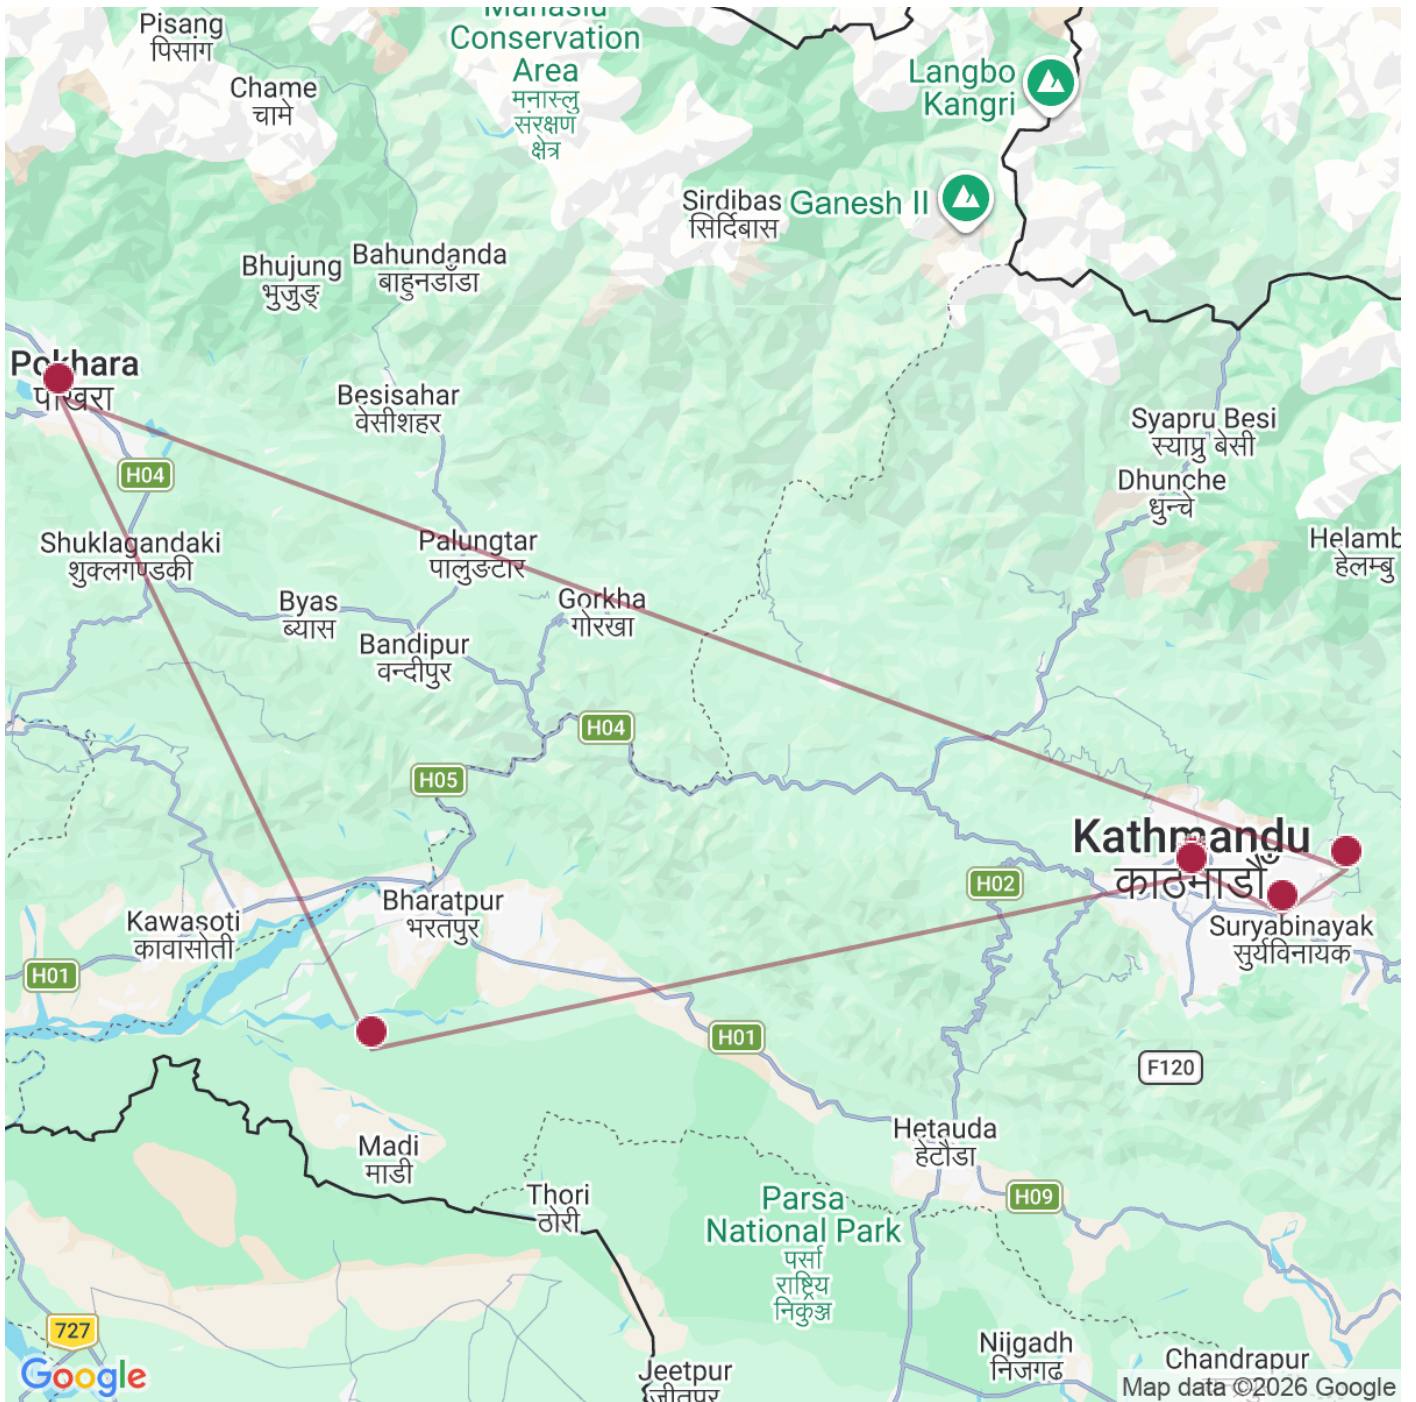 Pisang
पिसाग
Manaslu
Conservation
Area
मनास्लु
संरक्षण
क्षेत्र
Chame
चामे
Langbo
Kangri
Sirdibas
सिर्दिबास
Ganesh II
Bhujung
भुजुङ्
Bahundanda
बाहुनडाँडा
Pokhara
पोखरा
Besisahar
वेसीशहर
Syapru Besi
स्याप्रु बेसी
H04
Dhunche
धुन्चे
Shuklagandaki
शुक्लगण्डकी
Palungtar
पालुङटार
Helamb
हेलम्बु
Byas
ब्यास
Gorkha
गोरखा
Bandipur
वन्दीपुर
H04
H05
Kathmandu
काठमाडौँ
H02
Bharatpur
भरतपुर
Kawasoti
कावासोती
Suryabinayak
सुर्यविनायक
H01
H01
F120
Madi
माडी
Hetauda
हेटौडा
Thori
ठोरी
Parsa
National Park
पर्सा
राष्ट्रिय
निकुञ्ज
H09
727
Nijgadh
निजगढ
Chandrapur
Jeetpur
जीतपुर
Google
Map data ©2026 Google